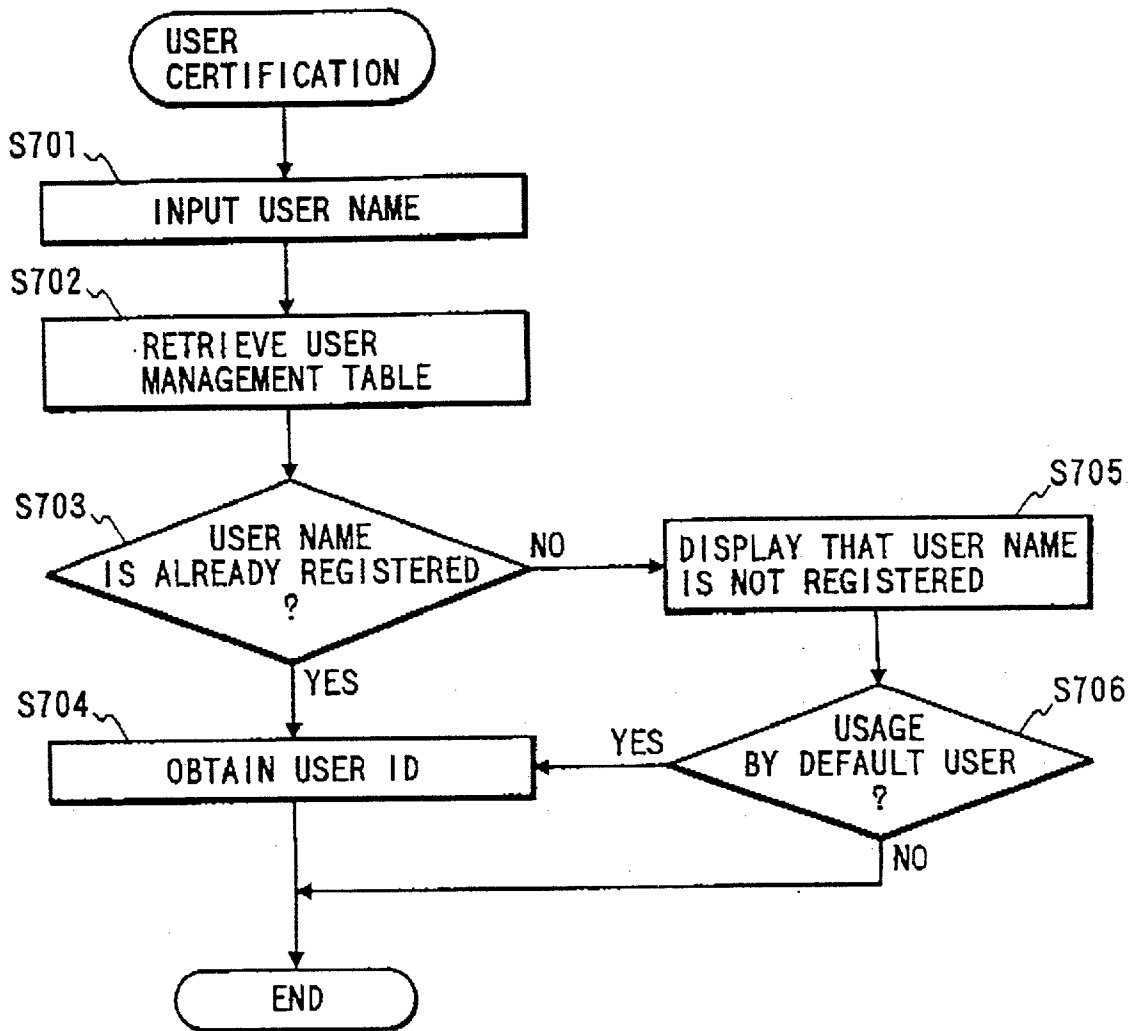 USER
CERTIFICATION
S701
INPUT USER NAME
S702
RETRIEVE USER
MANAGEMENT TABLE
S703
USER NAME
IS ALREADY REGISTERED
?
NO
YES
S705
DISPLAY THAT USER NAME
IS NOT REGISTERED
S704
OBTAIN USER ID
S706
USAGE
BY DEFAULT USER
?
YES
NO
END